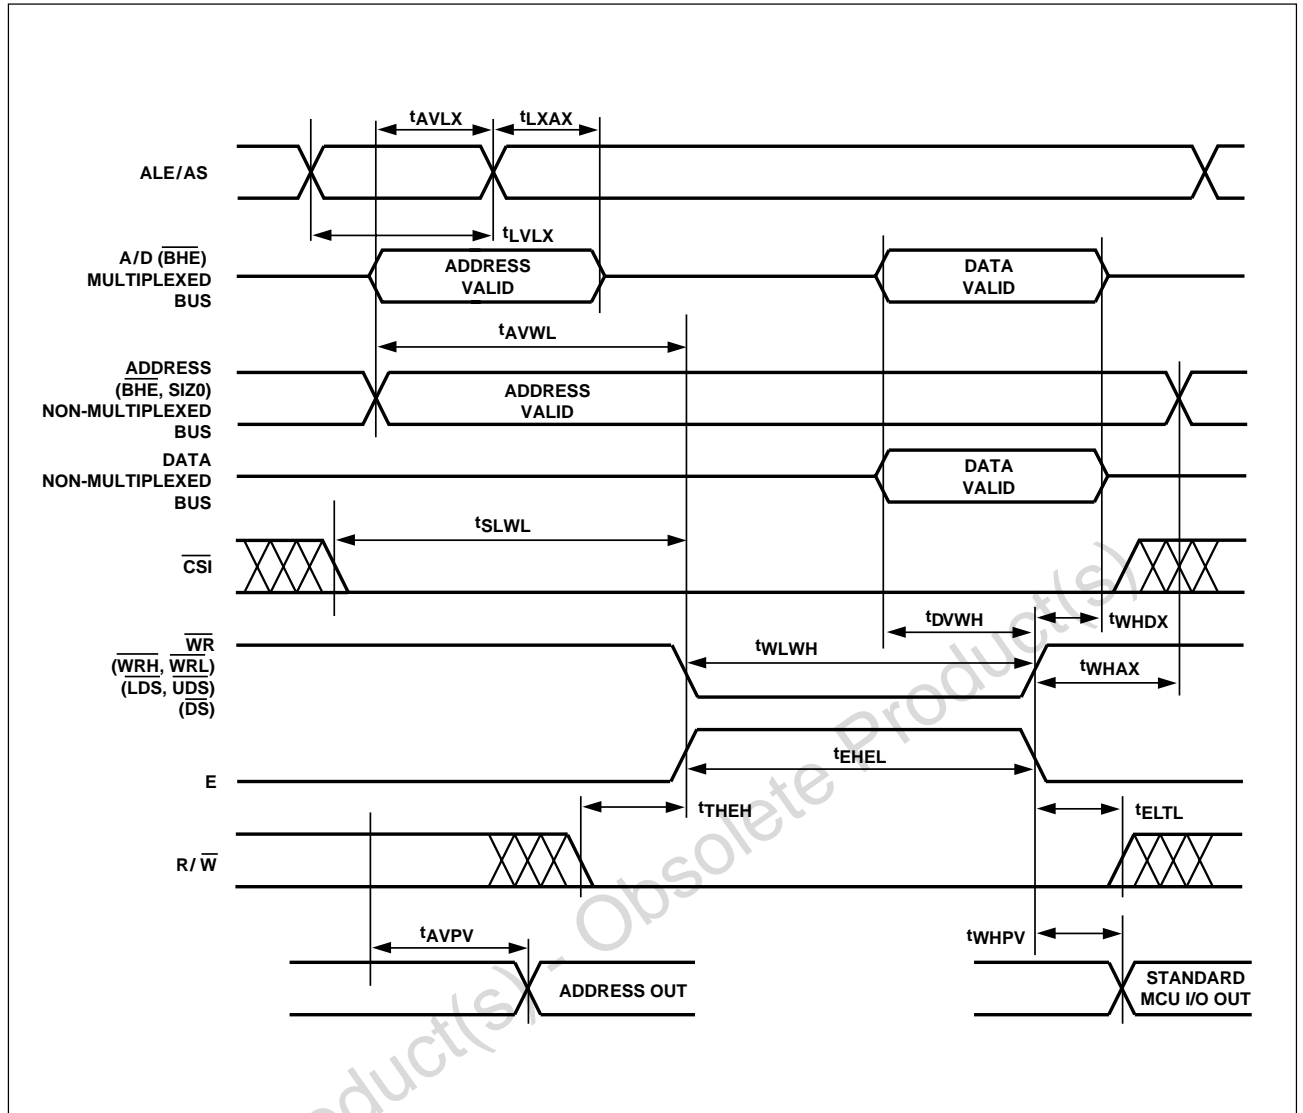 tAVLX
tLXAX
ALE/AS
tLVLX
A/D (BHE)
MULTIPLEXED
BUS
ADDRESS
VALID
DATA
VALID
tAVWL
ADDRESS
(BHE, SIZ0)
NON-MULTIPLEXED
BUS
ADDRESS
VALID
DATA
NON-MULTIPLEXED
BUS
DATA
VALID
tSLWL
CSI
tDVWH
tWHDX
WR
(WRH, WRL)
(LDS, UDS)
(DS)
tWLWH
tWHAX
E
tEHEL
tTHEH
tELTL
R/W
tAVPV
tWHPV
ADDRESS OUT
STANDARD
MCU I/O OUT
oduct(s) - Obsolete Product(s)